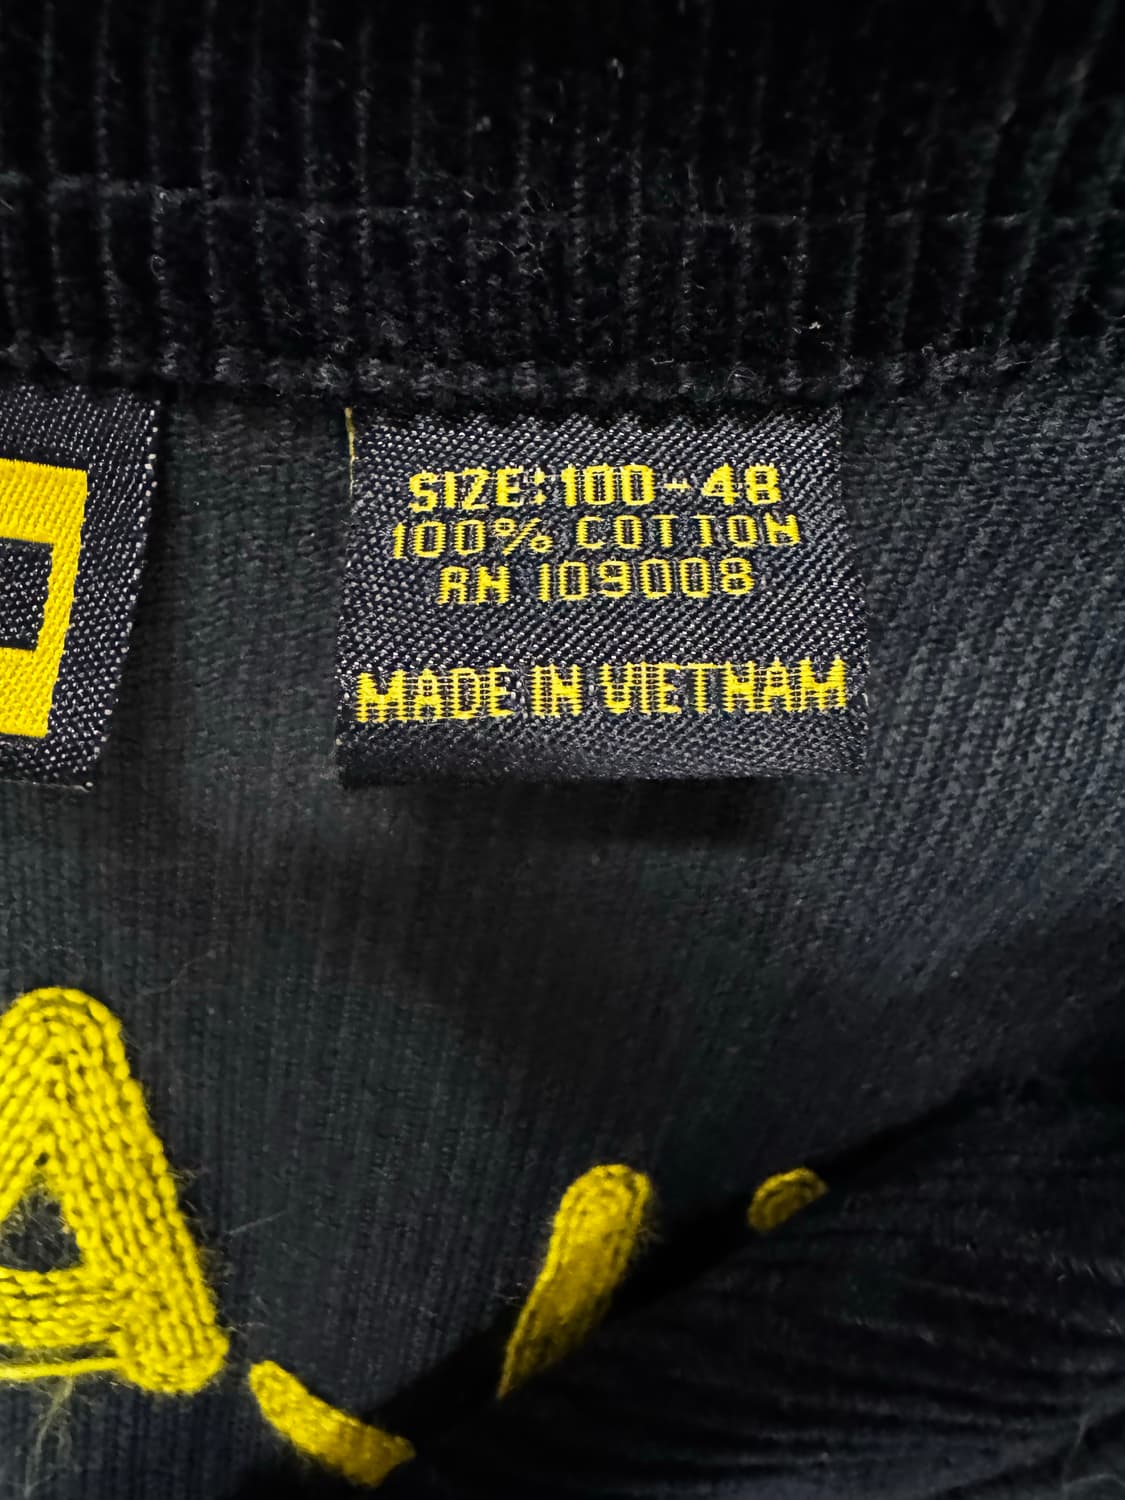 SIZE: 100-48
100% COTTON
RN 109008
MADE IN VIETNAM
A